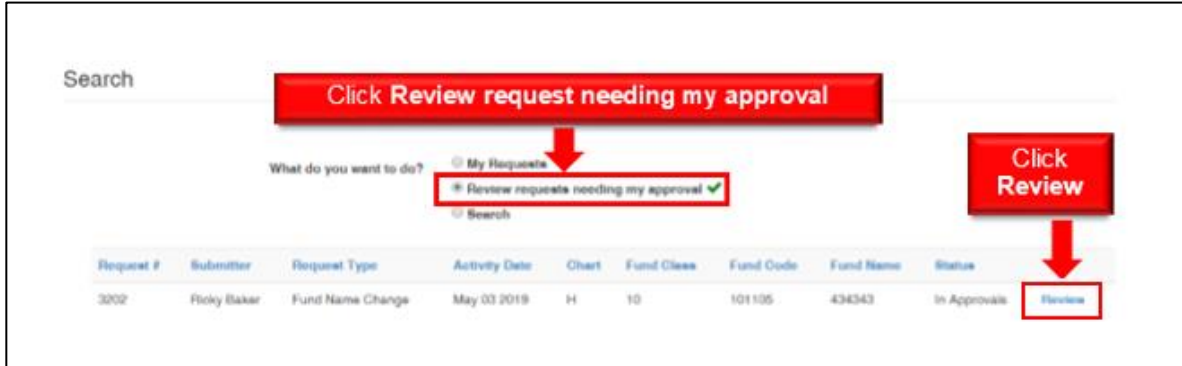 Search
Click Review request needing my approval
What do you want to do?
My Requests
Review requests needing my approval
Search
Click
Review
Request # Submitter Request Type Activity Date Chart Fund Class Fund Code Fund Name Status
3202 Ricky Baker Fund Name Change May 03 2019 H 10 101105 434343 In Approvals Review